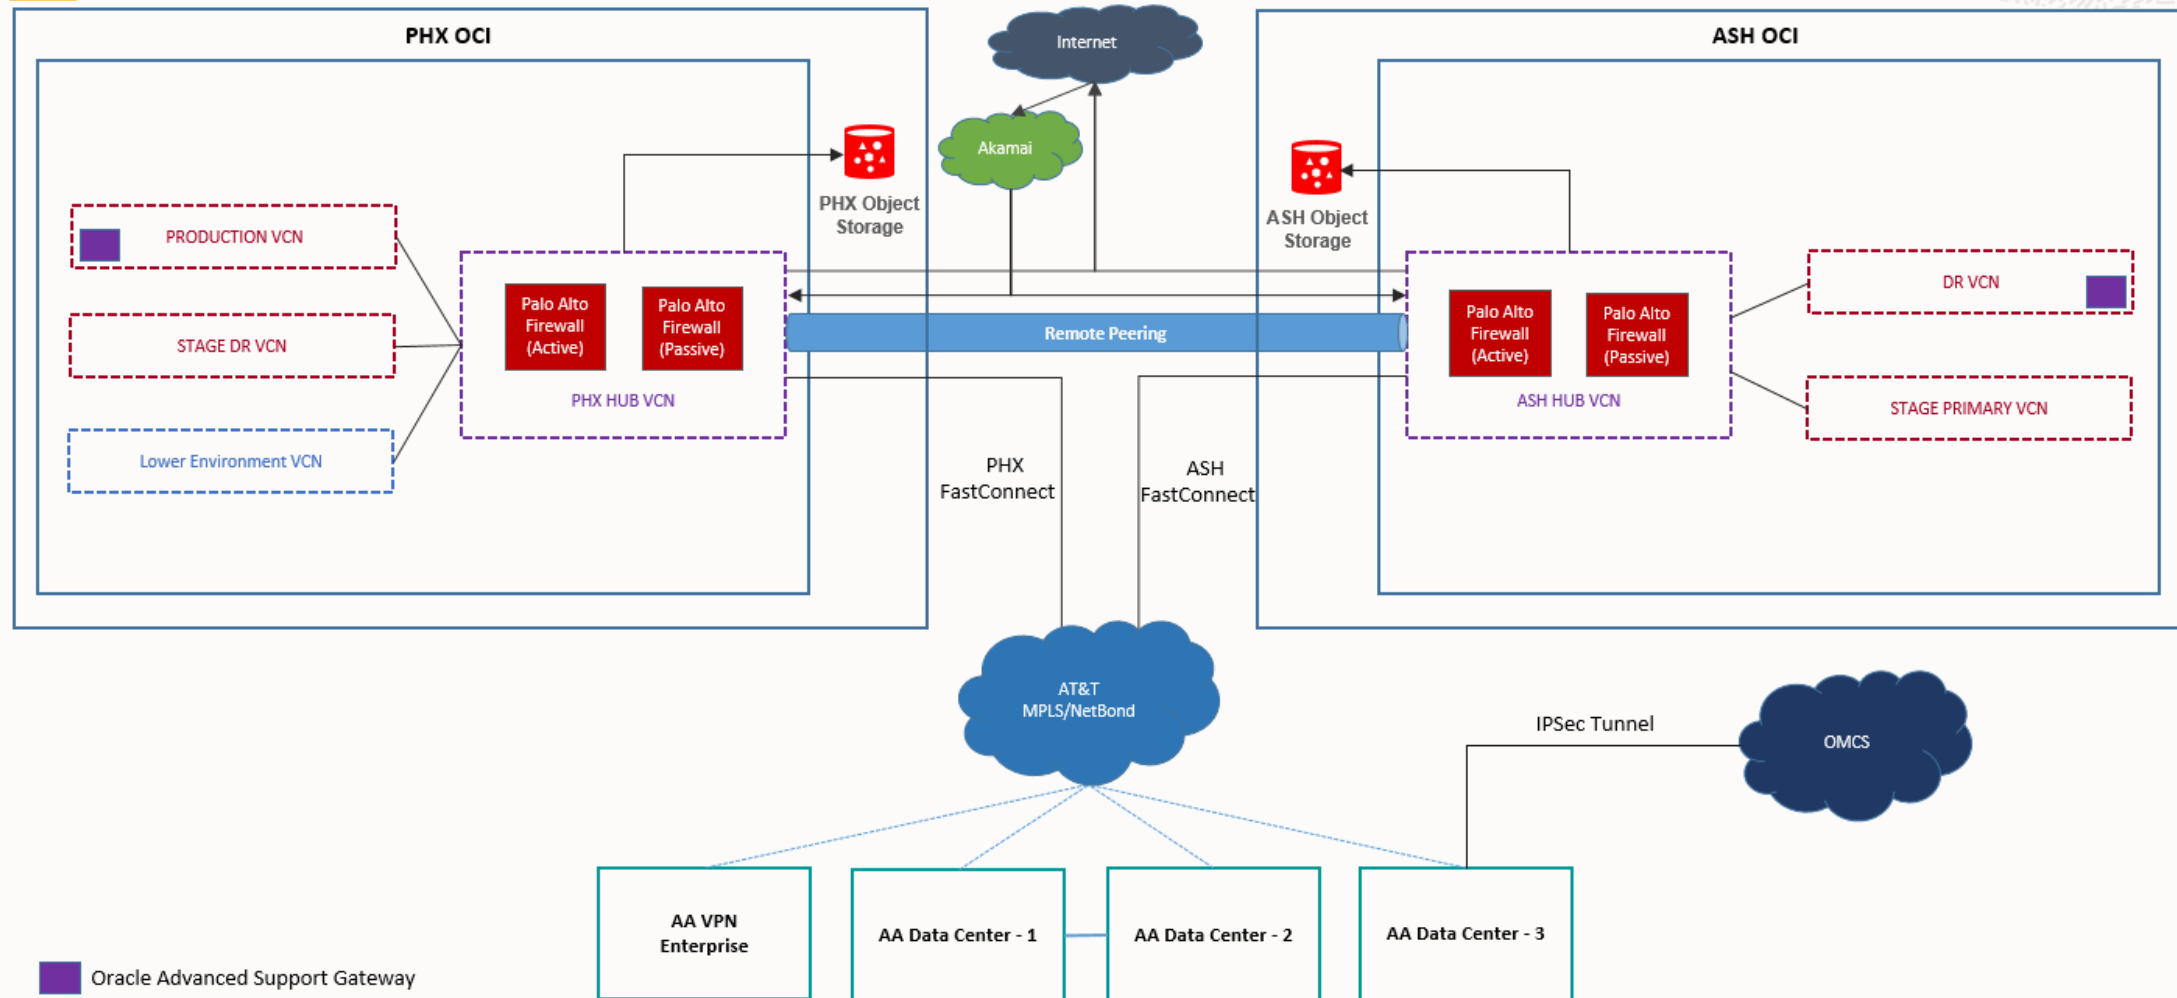 PHX OCI
Internet
ASH OCI
Akamai
PHX Object
Storage
ASH Object
Storage
PRODUCTION VCN
STAGE DR VCN
Lower Environment VCN
Palo Alto
Firewall
(Active)
Palo Alto
Firewall
(Passive)
PHX HUB VCN
Remote Peering
Palo Alto
Firewall
(Active)
Palo Alto
Firewall
(Passive)
ASH HUB VCN
DR VCN
STAGE PRIMARY VCN
PHX
FastConnect
ASH
FastConnect
AT&T
MPLS/NetBond
IPSec Tunnel
OMCS
AA VPN
Enterprise
AA Data Center - 1
AA Data Center - 2
AA Data Center - 3
Oracle Advanced Support Gateway